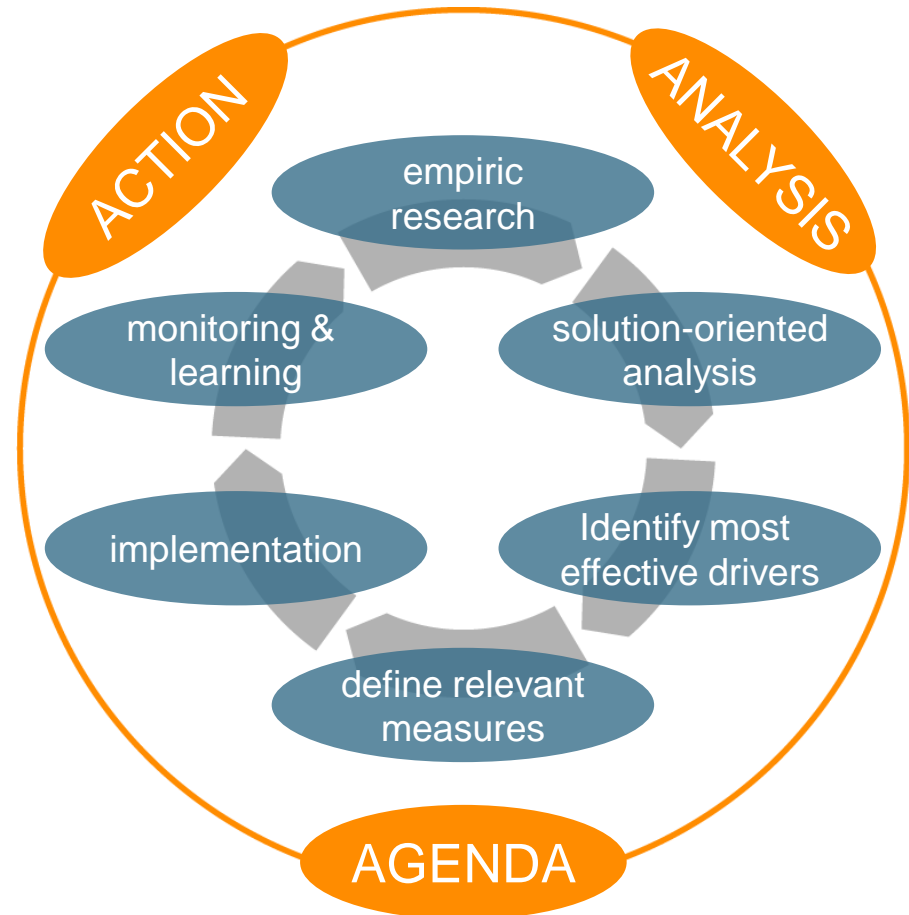 ACTION
ANALYSIS
empiric
research
monitoring &
learning
solution-oriented
analysis
implementation
Identify most
effective drivers
define relevant
measures
AGENDA